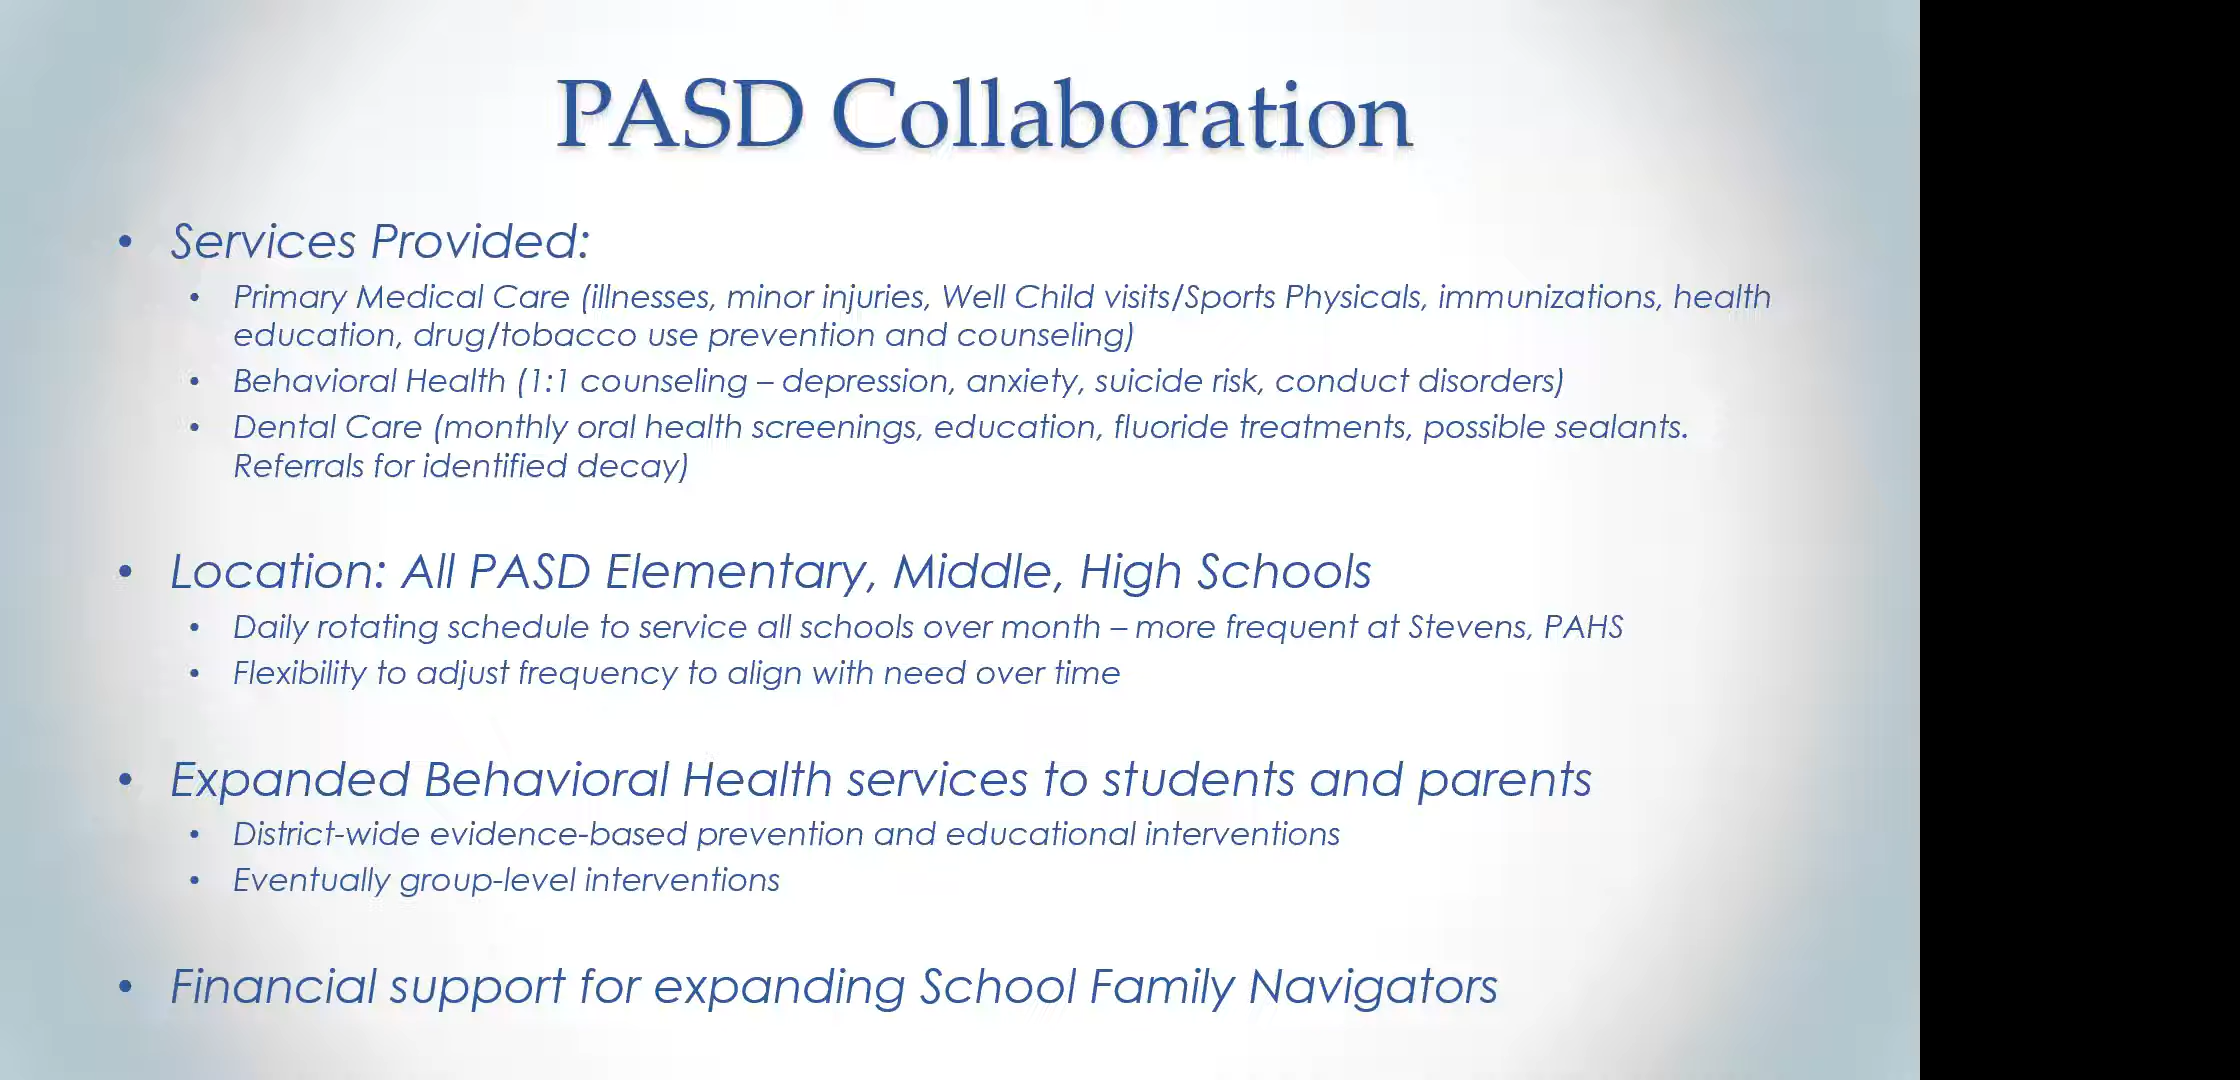 PASD Collaboration
• Services Provided:
• Primary Medical Care (illnesses, minor injuries, Well Child visits/Sports Physicals, immunizations, health
education, drug/tobacco use prevention and counseling)
• Behavioral Health (1:1 counseling – depression, anxiety, suicide risk, conduct disorders)
• Dental Care (monthly oral health screenings, education, fluoride treatments, possible sealants.
Referrals for identified decay)
• Location: All PASD Elementary, Middle, High Schools
• Daily rotating schedule to service all schools over month – more frequent at Stevens, PAHS
• Flexibility to adjust frequency to align with need over time
• Expanded Behavioral Health services to students and parents
• District-wide evidence-based prevention and educational interventions
• Eventually group-level interventions
• Financial support for expanding School Family Navigators